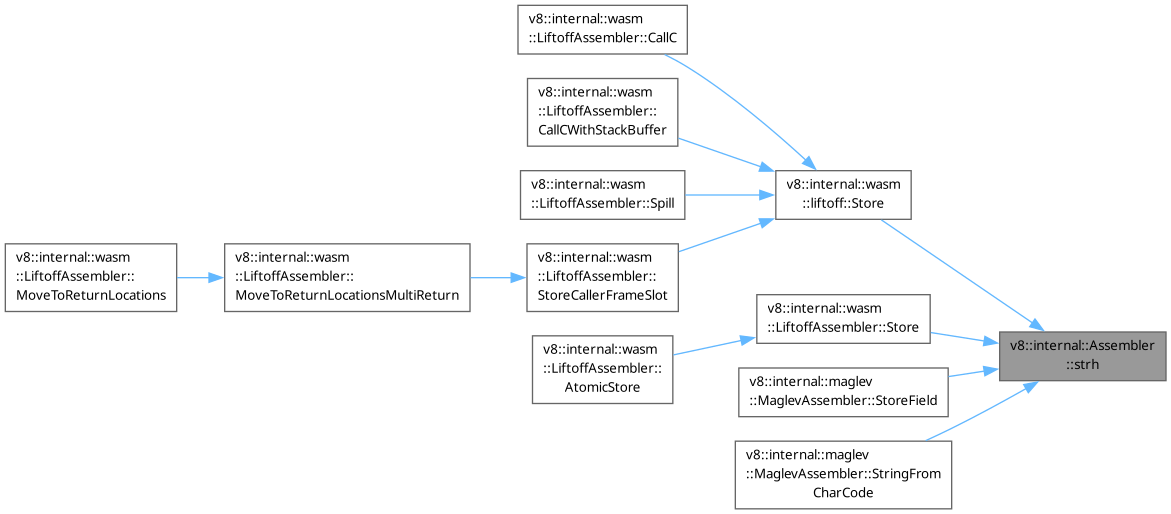 v8::internal::wasm
::LiftoffAssembler::CallC
v8::internal::wasm
::LiftoffAssembler::
CallCWithStackBuffer
v8::internal::wasm
::LiftoffAssembler::Spill
v8::internal::wasm
::liftoff::Store
v8::internal::wasm
::LiftoffAssembler::
MoveToReturnLocations
v8::internal::wasm
::LiftoffAssembler::
MoveToReturnLocationsMultiReturn
v8::internal::wasm
::LiftoffAssembler::
StoreCallerFrameSlot
v8::internal::wasm
::LiftoffAssembler::Store
v8::internal::wasm
::LiftoffAssembler::
AtomicStore
v8::internal::Assembler
::strh
v8::internal::maglev
::MaglevAssembler::StoreField
v8::internal::maglev
::MaglevAssembler::StringFrom
CharCode